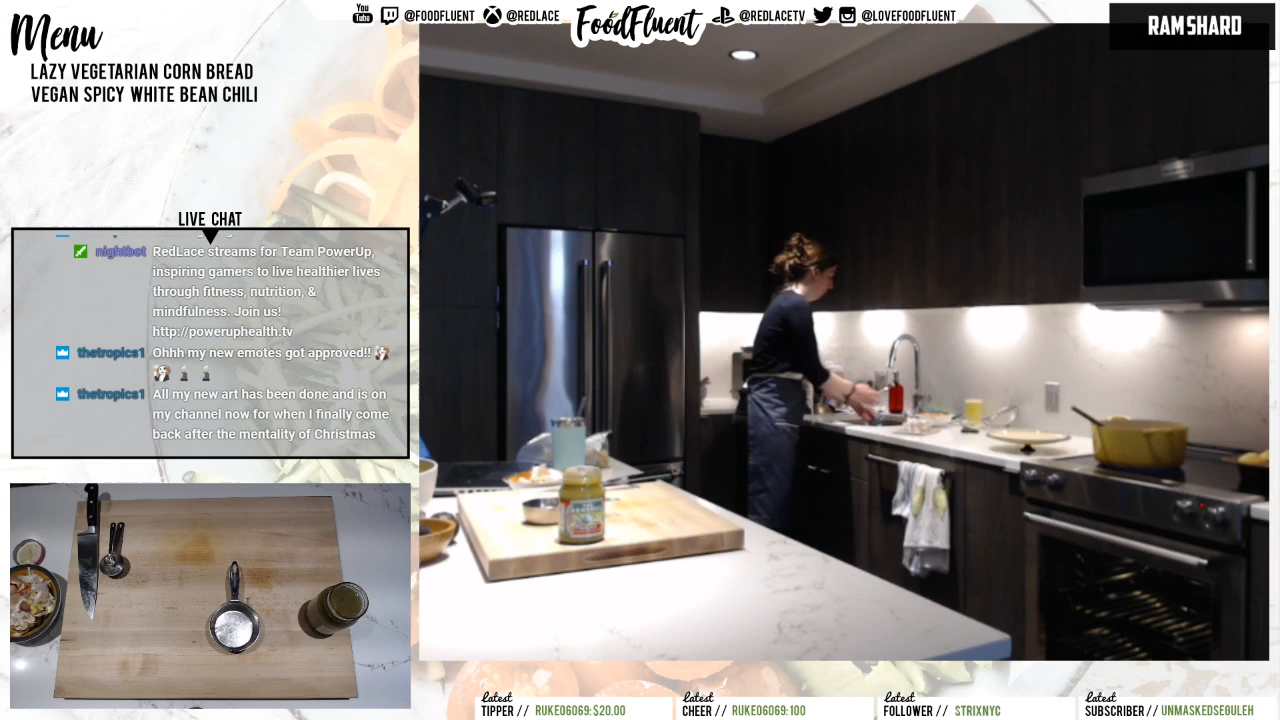 Menu
LAZY VEGETARIAN CORN BREAD
VEGAN SPICY WHITE BEAN CHILI
You Tube @FOODFLUENT @REDLACE FoodFluent @REDLACETV @LOVEFOODFLUENT
RAM SHARD
LIVE CHAT
nightbot RedLace streams for Team PowerUp,
inspiring gamers to live healthier lives
through fitness, nutrition, &
mindfulness. Join us!
http://poweruphealth.tv
thetropics1 Ohhh my new emotes got approved!!
thetropics1 All my new art has been done and is on
my channel now for when I finally come
back after the mentality of Christmas
latest
TIPPER // RUKE06069: $20.00
latest
CHEER // RUKE06069: 100
latest
FOLLOWER // STRIXNYC
latest
SUBSCRIBER // UNMASKEDSEGULEH